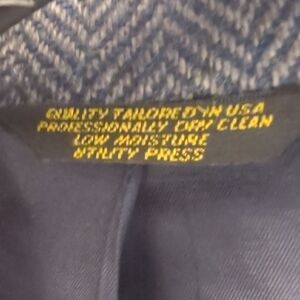 QUALITY TAILORED IN USA
PROFESSIONALLY DRY CLEAN
LOW MOISTURE
UTILITY PRESS